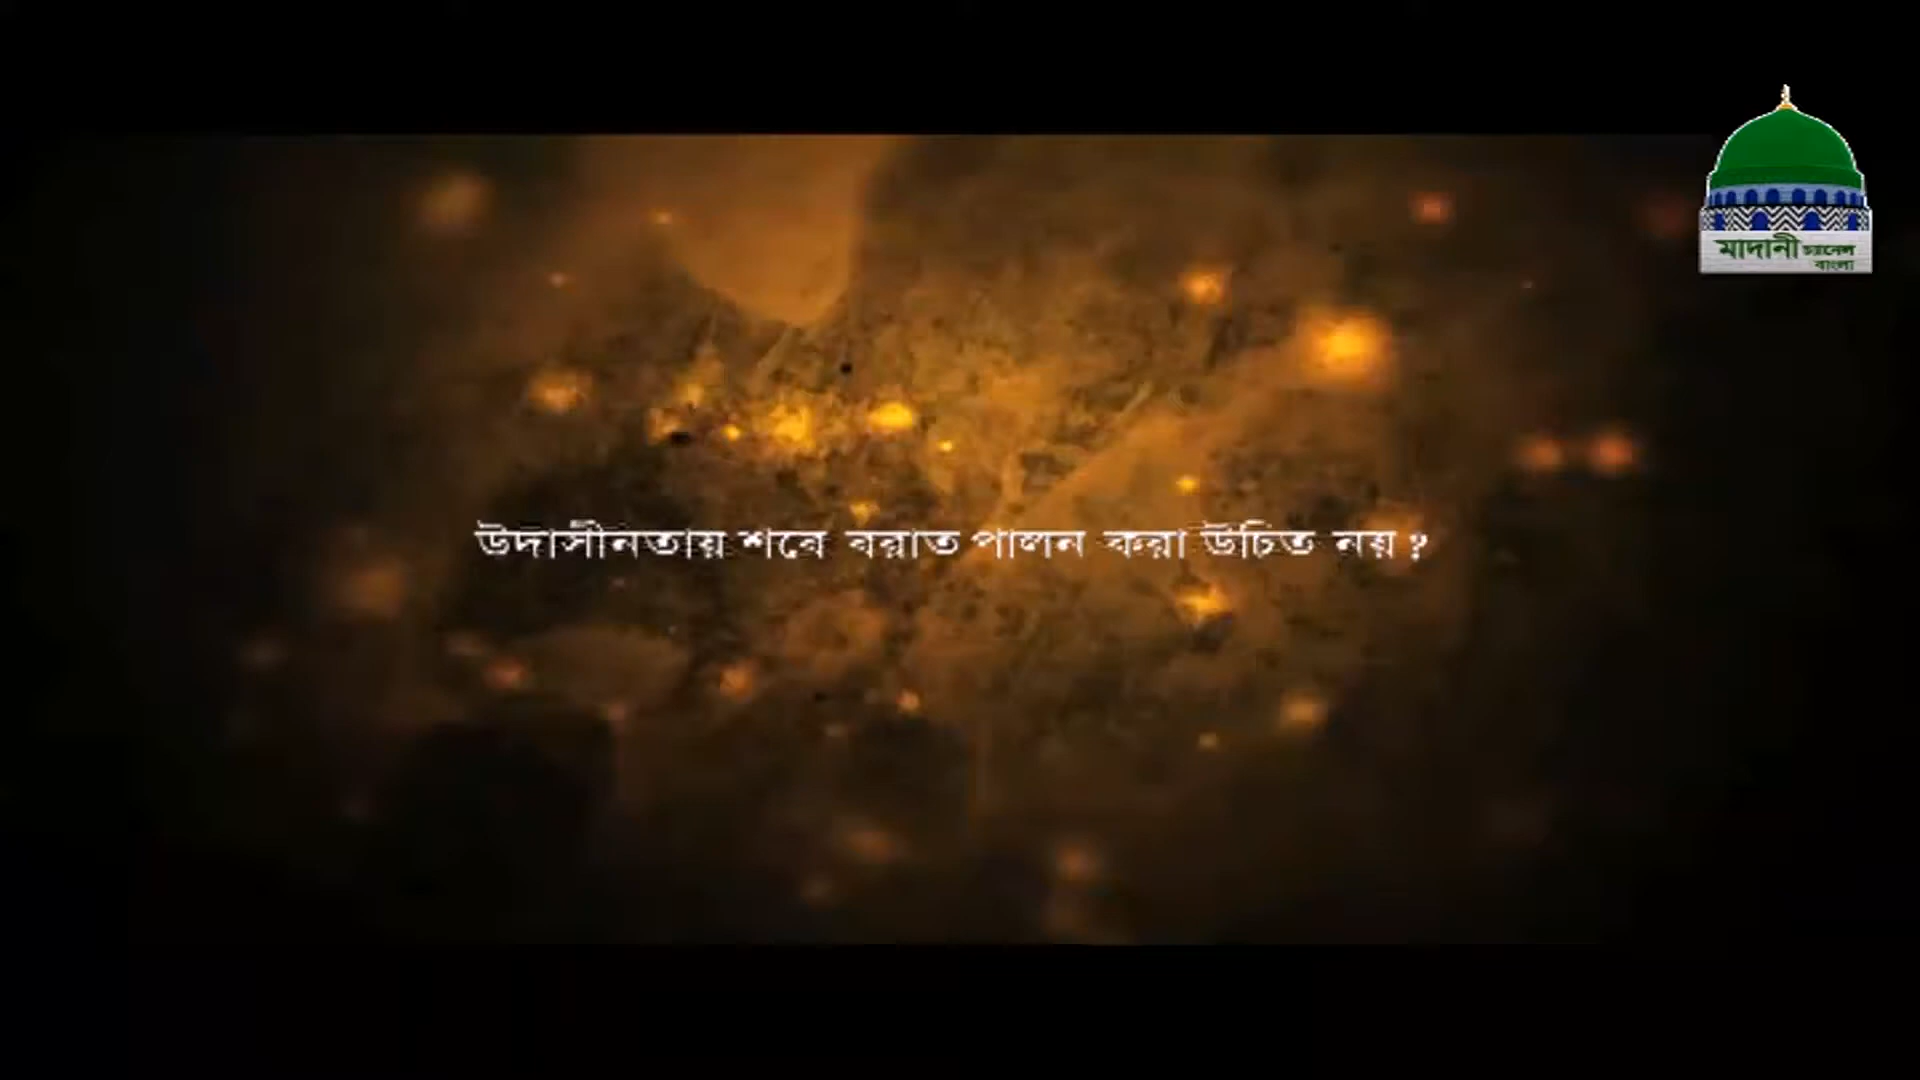 মাদানী চ্যানেল
বাংলা
উদাসীনতায় শবে বরাত পালন করা উচিত নয় ?